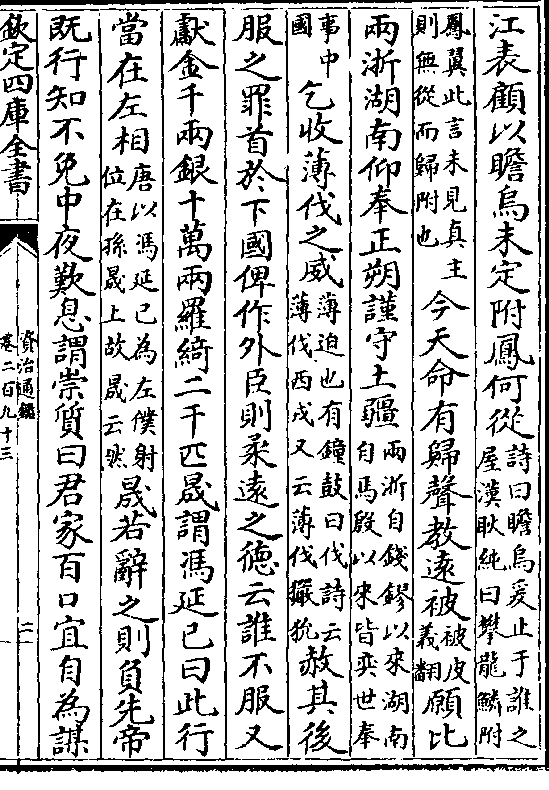 江表顧以瞻烏未定附鳳何從詩曰瞻烏爰止于誰之屋漢耿純曰攀龍鱗附
鳳翼此言未見真主則無從而歸附也今天命有歸聲教逺被被皮義翻願比
兩浙湖南仰奉正朔謹守土疆兩浙自錢鏐以來湖南自馬殷以來皆奕世奉
事中國乞收薄伐之威薄迫也有鐘鼓曰伐詩云薄伐西戎又云薄伐玁狁赦其後
服之罪首於下國俾作外臣則柔逺之德云誰不服又
獻金千兩銀十萬兩羅綺二千匹晟謂馮延已曰此行
當在左相唐以馮延已為左僕射位在孫晟上故晟云然晟若辭之則負先帝
既行知不免中夜歎息謂崇質曰君家百口宜自為謀
欽定四庫全書
資治通鑑
卷二百九十三
二